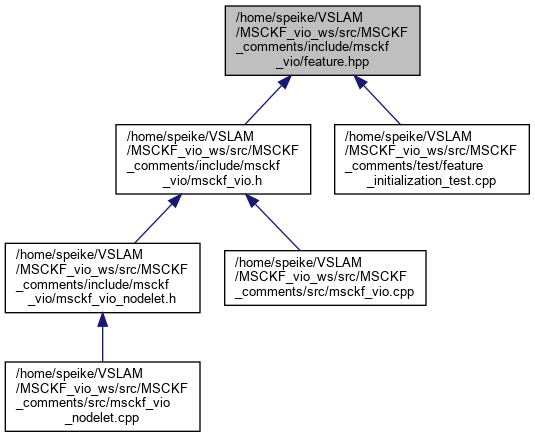 /home/speike/VSLAM
/MSCKF_vio_ws/src/MSCKF
_comments/include/msckf
_vio/feature.hpp
/home/speike/VSLAM
/MSCKF_vio_ws/src/MSCKF
_comments/include/msckf
_vio/msckf_vio.h
/home/speike/VSLAM
/MSCKF_vio_ws/src/MSCKF
_comments/test/feature
_initialization_test.cpp
/home/speike/VSLAM
/MSCKF_vio_ws/src/MSCKF
_comments/include/msckf
_vio/msckf_vio_nodelet.h
/home/speike/VSLAM
/MSCKF_vio_ws/src/MSCKF
_comments/src/msckf_vio.cpp
/home/speike/VSLAM
/MSCKF_vio_ws/src/MSCKF
_comments/src/msckf_vio
_nodelet.cpp